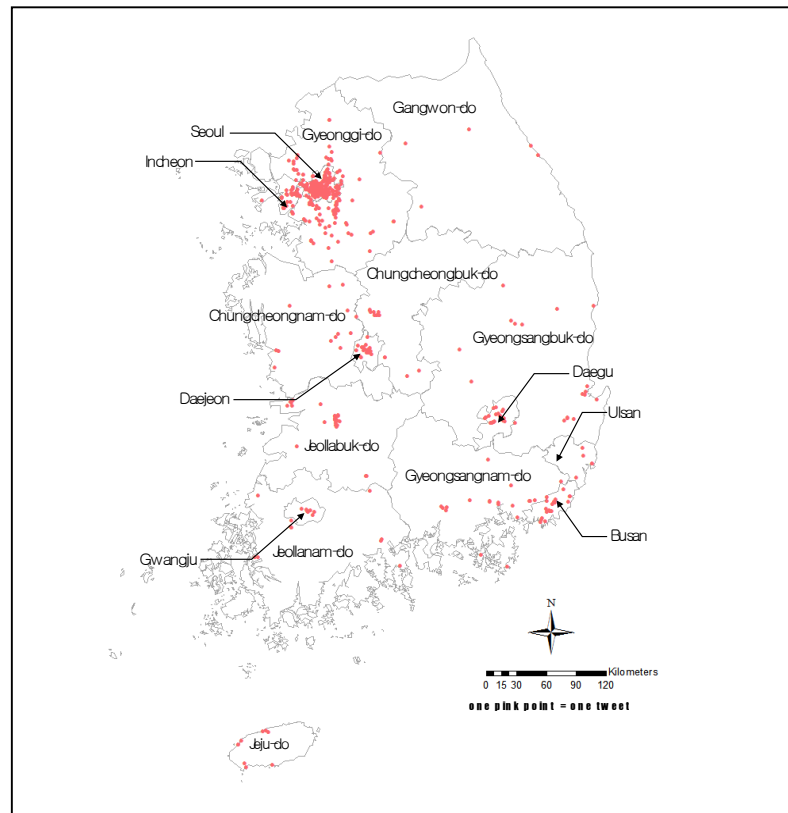 Gangwon-do
Seoul
Gyeonggi-do
Incheon
Chungcheongbuk-do
Chungcheongnam-do
Gyeongsangbuk-do
Daegu
Daejeon
Ulsan
Jeollabuk-do
Gyeongsangnam-do
Busan
Gwangju
Jeollanam-do
N
Kilometers
0 15 30 60 90 120
one pink point = one tweet
Jeju-do